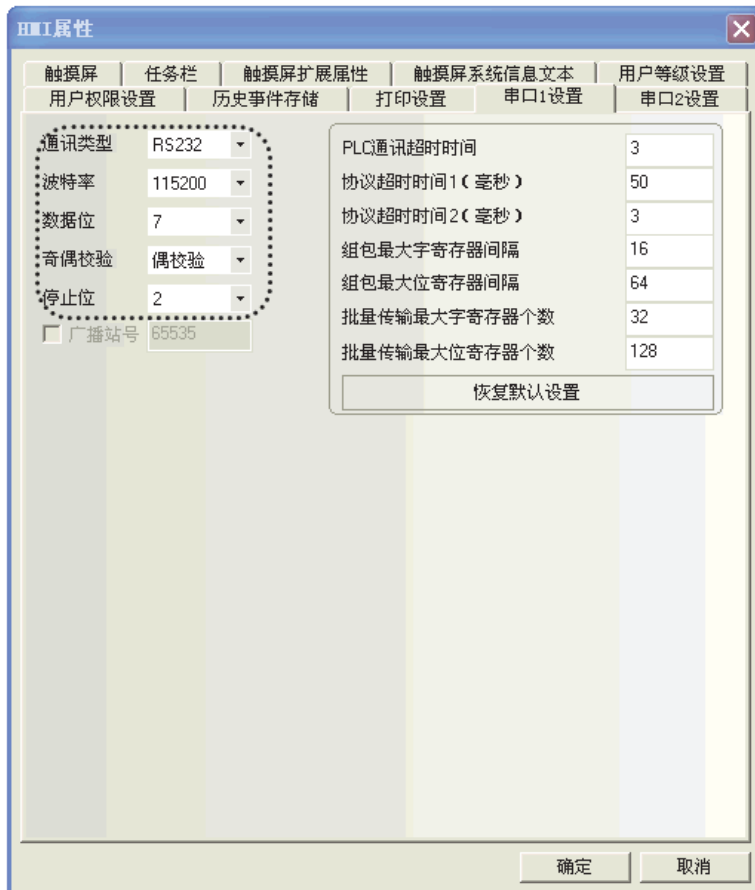 HMI属性
触摸屏 任务栏 触摸屏扩展属性 触摸屏系统信息文本 用户等级设置
用户权限设置 历史事件存储 打印设置 串口1设置 串口2设置
通讯类型 RS232
波特率 115200
数据位 7
奇偶校验 偶校验
停止位 2
广播站号 65535
PLC通讯超时时间 3
协议超时时间1(毫秒) 50
协议超时时间2(毫秒) 3
组包最大字寄存器间隔 16
组包最大位寄存器间隔 64
批量传输最大字寄存器个数 32
批量传输最大位寄存器个数 128
恢复默认设置
确定 取消